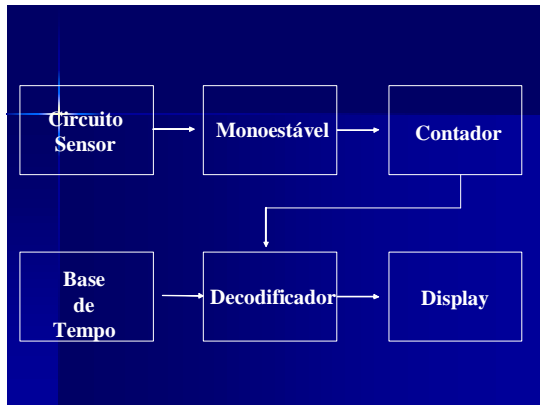 Circuito
Sensor
Monoestável
Contador
Base
de
Tempo
Decodificador
Display